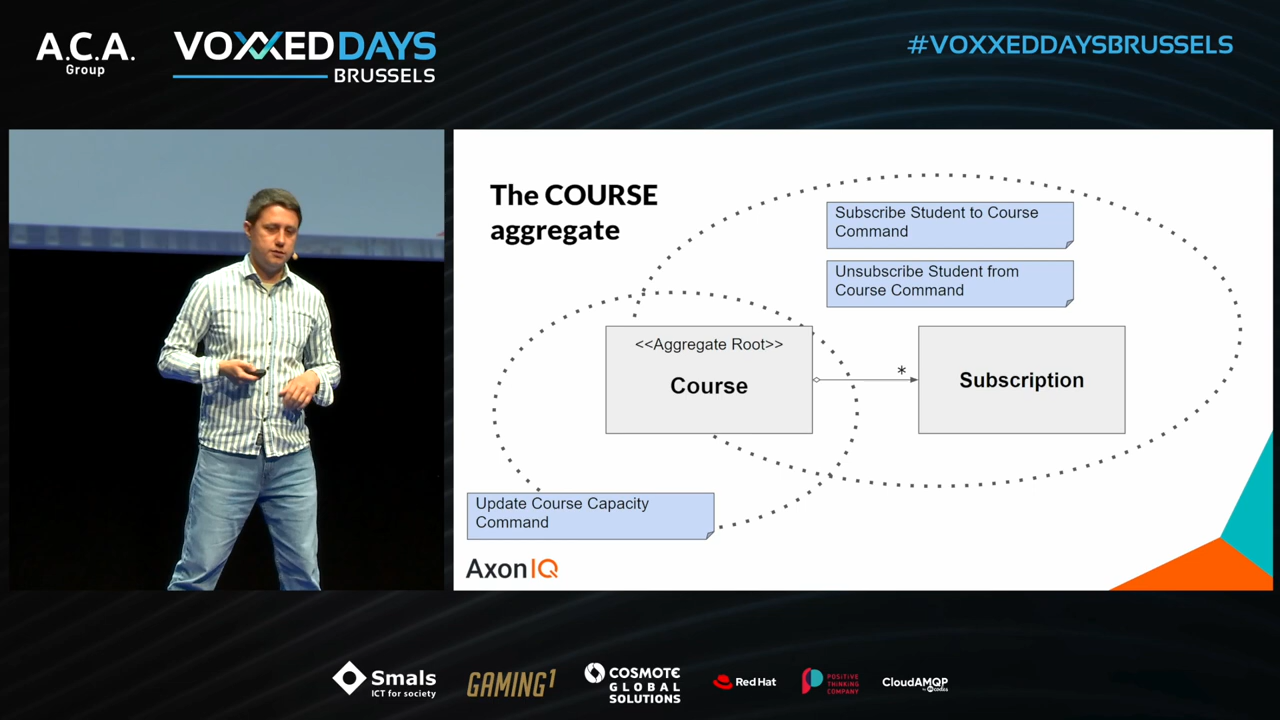 A.C.A.
Group
VOXXEDDAYS
BRUSSELS
#VOXXEDDAYSBRUSSELS
The COURSE
aggregate
Subscribe Student to Course
Command
Unsubscribe Student from
Course Command
<<Aggregate Root>>
Course
*
Subscription
Update Course Capacity
Command
AxonIQ
Smals
ICT for society
GAMING1
COSMOTE
GLOBAL
SOLUTIONS
Red Hat
POSITIVE
THINKING
COMPANY
CloudAMQP